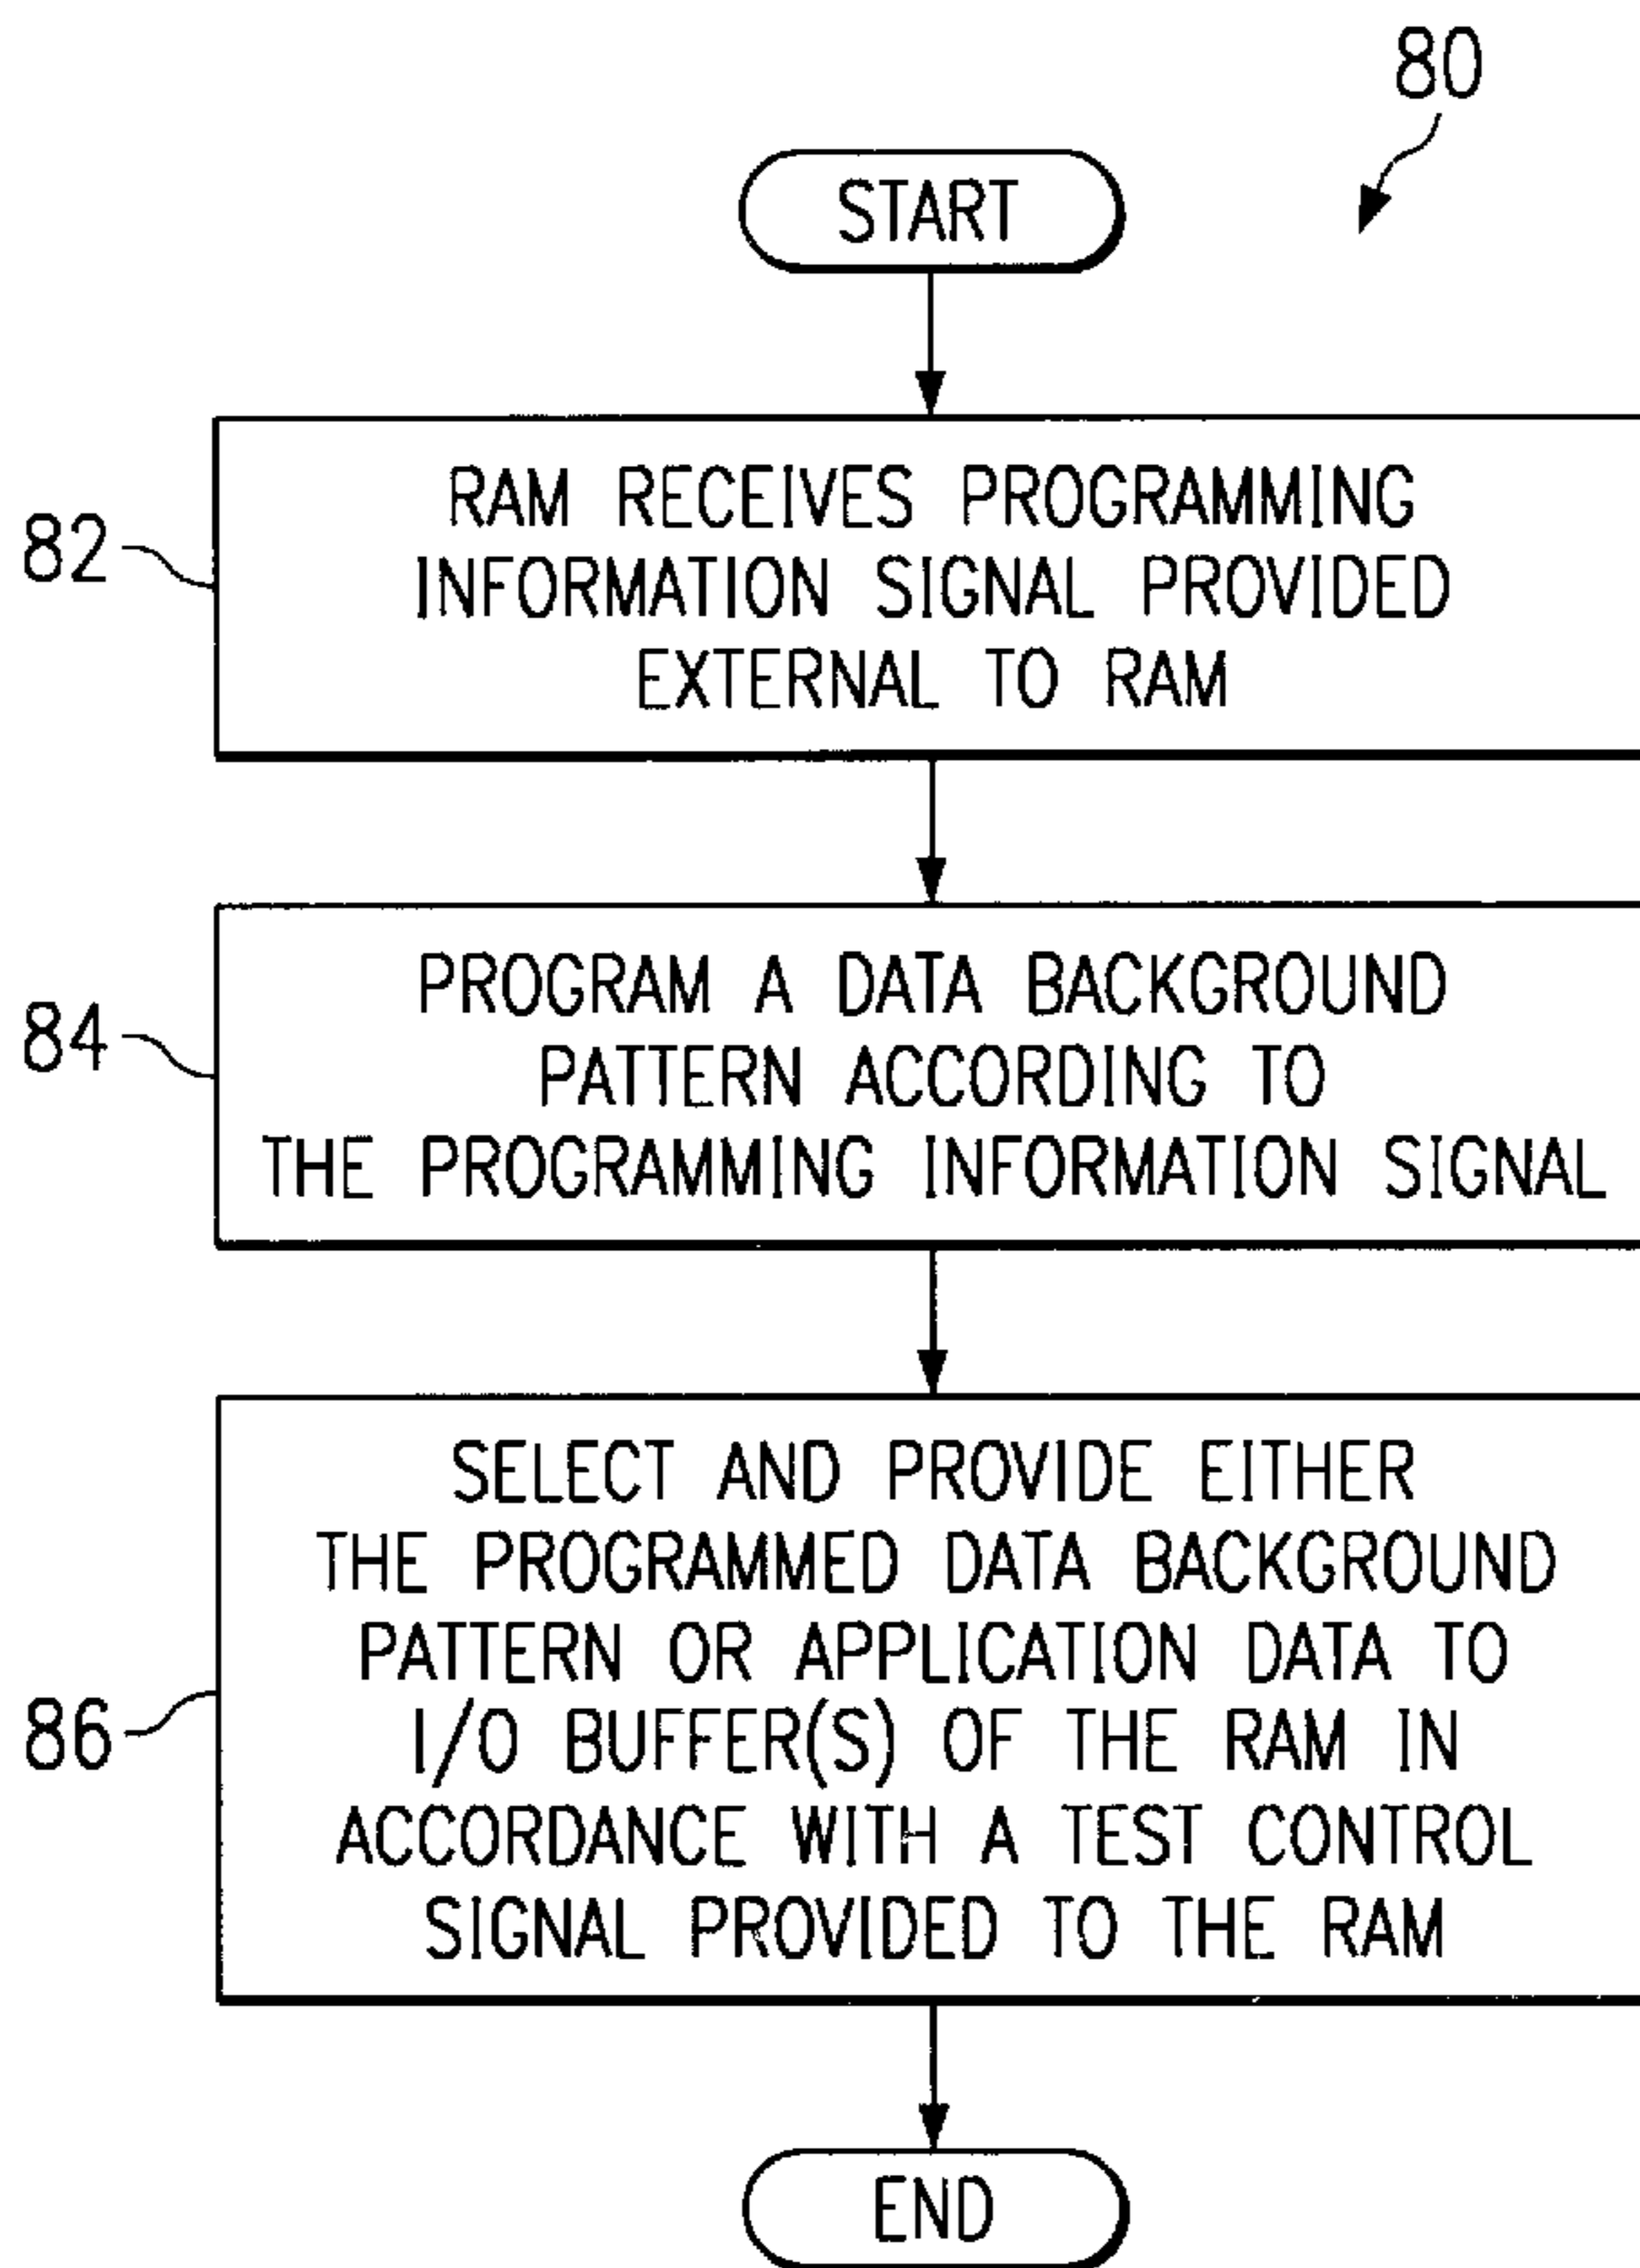 80
START
82
RAM RECEIVES PROGRAMMING
INFORMATION SIGNAL PROVIDED
EXTERNAL TO RAM
84
PROGRAM A DATA BACKGROUND
PATTERN ACCORDING TO
THE PROGRAMMING INFORMATION SIGNAL
86
SELECT AND PROVIDE EITHER
THE PROGRAMMED DATA BACKGROUND
PATTERN OR APPLICATION DATA TO
I/O BUFFER(S) OF THE RAM IN
ACCORDANCE WITH A TEST CONTROL
SIGNAL PROVIDED TO THE RAM
END